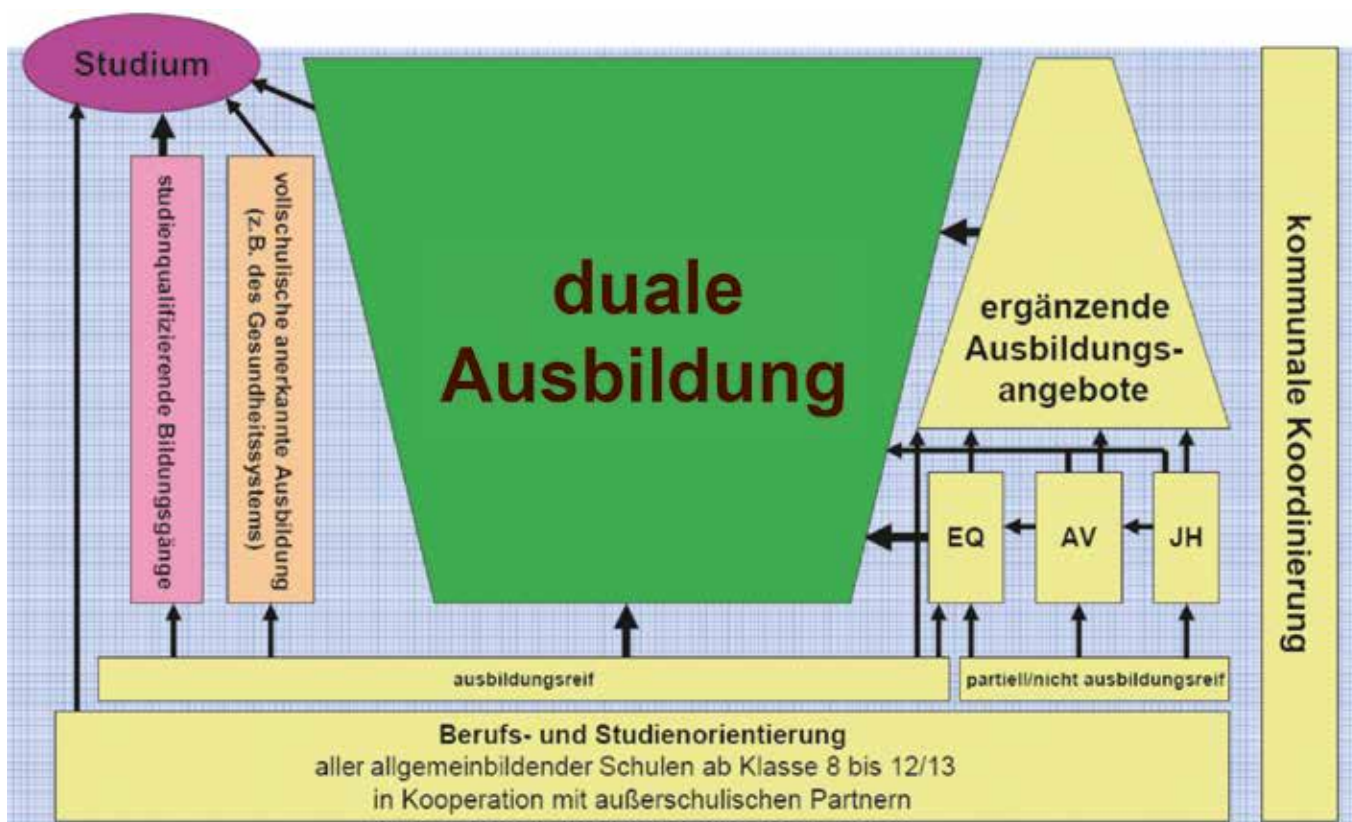 Studium
studienqualifizierende Bildungsgänge
vollschulische anerkannte Ausbildung
(z.B. des Gesundheitssystems)
duale
Ausbildung
ergänzende
Ausbildungs-
angebote
EQ
AV
JH
kommunale Koordinierung
ausbildungsreif
partiell/nicht ausbildungsreif
Berufs- und Studienorientierung
aller allgemeinbildender Schulen ab Klasse 8 bis 12/13
in Kooperation mit außerschulischen Partnern